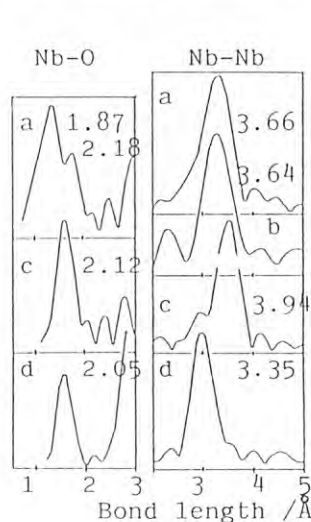 Nb-O Nb-Nb
a 1.87
2.18
c 2.12
d 2.05
a 3.66
3.64
b
c 3.94
d 3.35
1 2 3 3 4 5
Bond length /Å